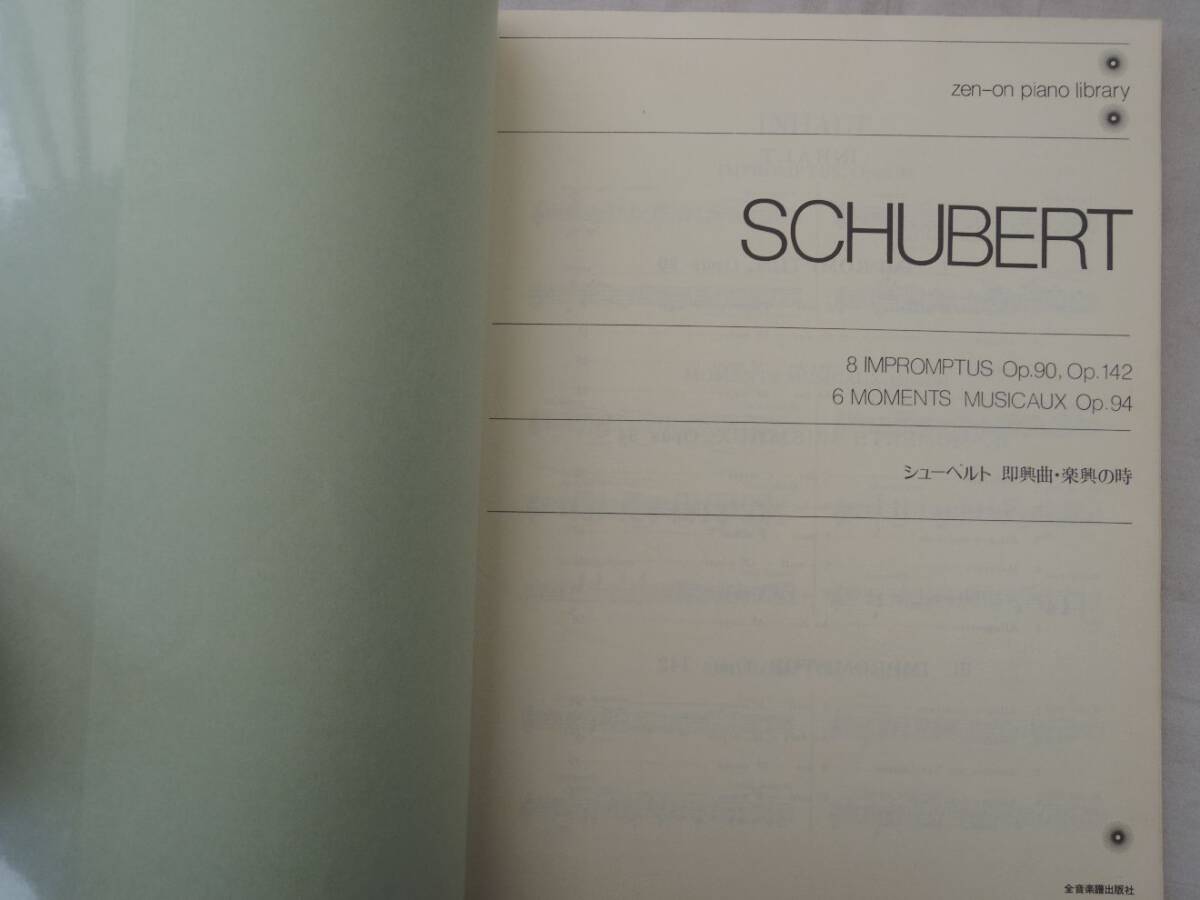 zen-on piano library
SCHUBERT
8 IMPROMPTUS Op.90, Op.142
6 MOMENTS MUSICAUX Op.94
シューベルト 即興曲・楽興の時
全音楽譜出版社